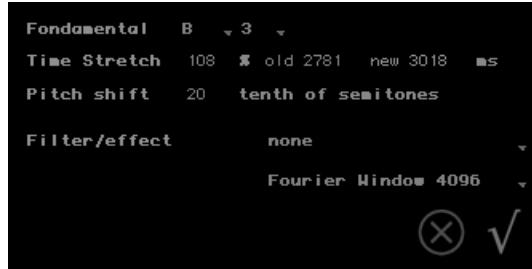 Fondamental B 3
Time Stretch 108 % old 2781 new 3018 ms
Pitch shift 20 tenth of semitones
Filter/effect none
Fourier Window 4096